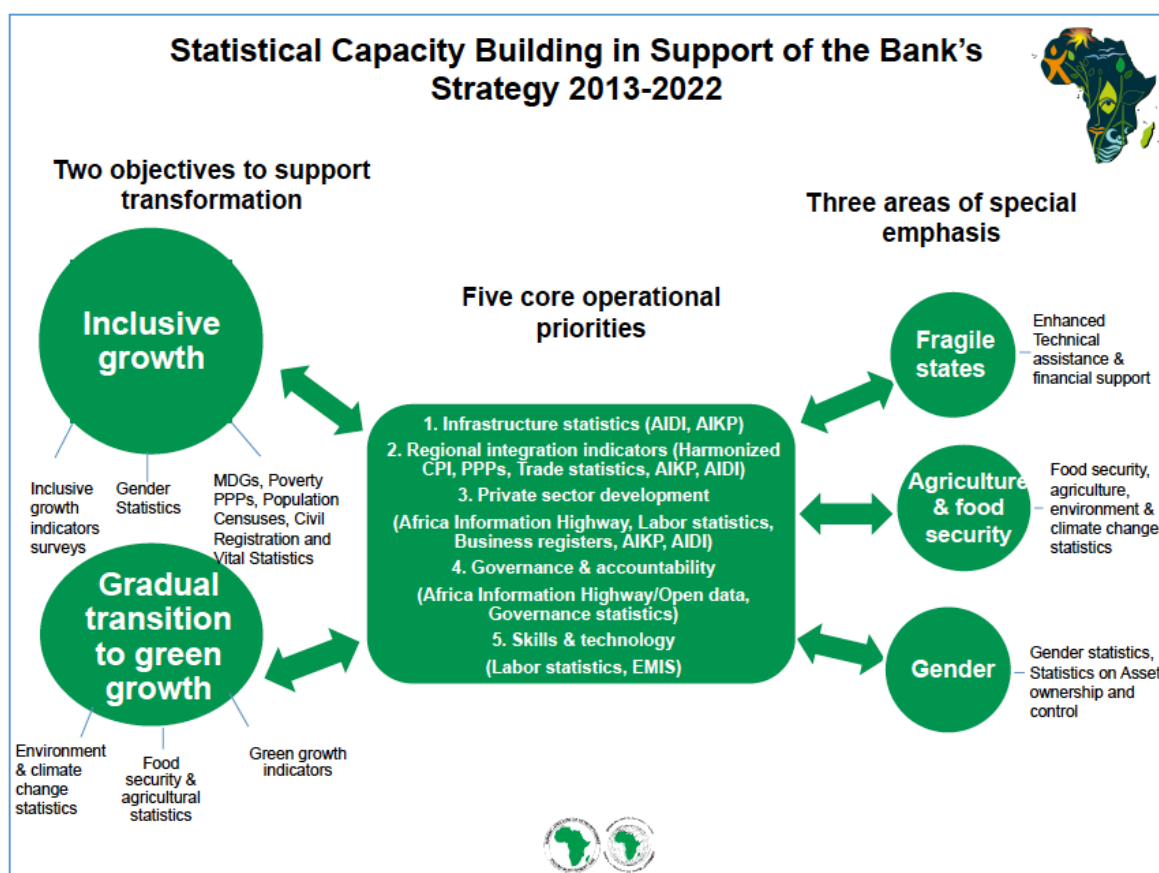 Statistical Capacity Building in Support of the Bank's
Strategy 2013-2022
Two objectives to support
transformation
Inclusive
growth
Inclusive
growth
indicators
surveys
Gender
Statistics
MDGs, Poverty
PPPs, Population
Censuses, Civil
Registration and
Vital Statistics
Gradual
transition
to green
growth
Environment
& climate
change
statistics
Food
security &
agricultural
statistics
Green growth
indicators
Five core operational
priorities
1. Infrastructure statistics (AIDI, AIKP)
2. Regional integration indicators (Harmonized
CPI, PPPs, Trade statistics, AIKP, AIDI)
3. Private sector development
(Africa Information Highway, Labor statistics,
Business registers, AIKP, AIDI)
4. Governance & accountability
(Africa Information Highway/Open data,
Governance statistics)
5. Skills & technology
(Labor statistics, EMIS)
Three areas of special
emphasis
Fragile
states
Enhanced
Technical
assistance &
financial support
Agriculture
& food
security
Food security,
agriculture,
environment &
climate change
statistics
Gender
Gender statistics,
Statistics on Asset
ownership and
control